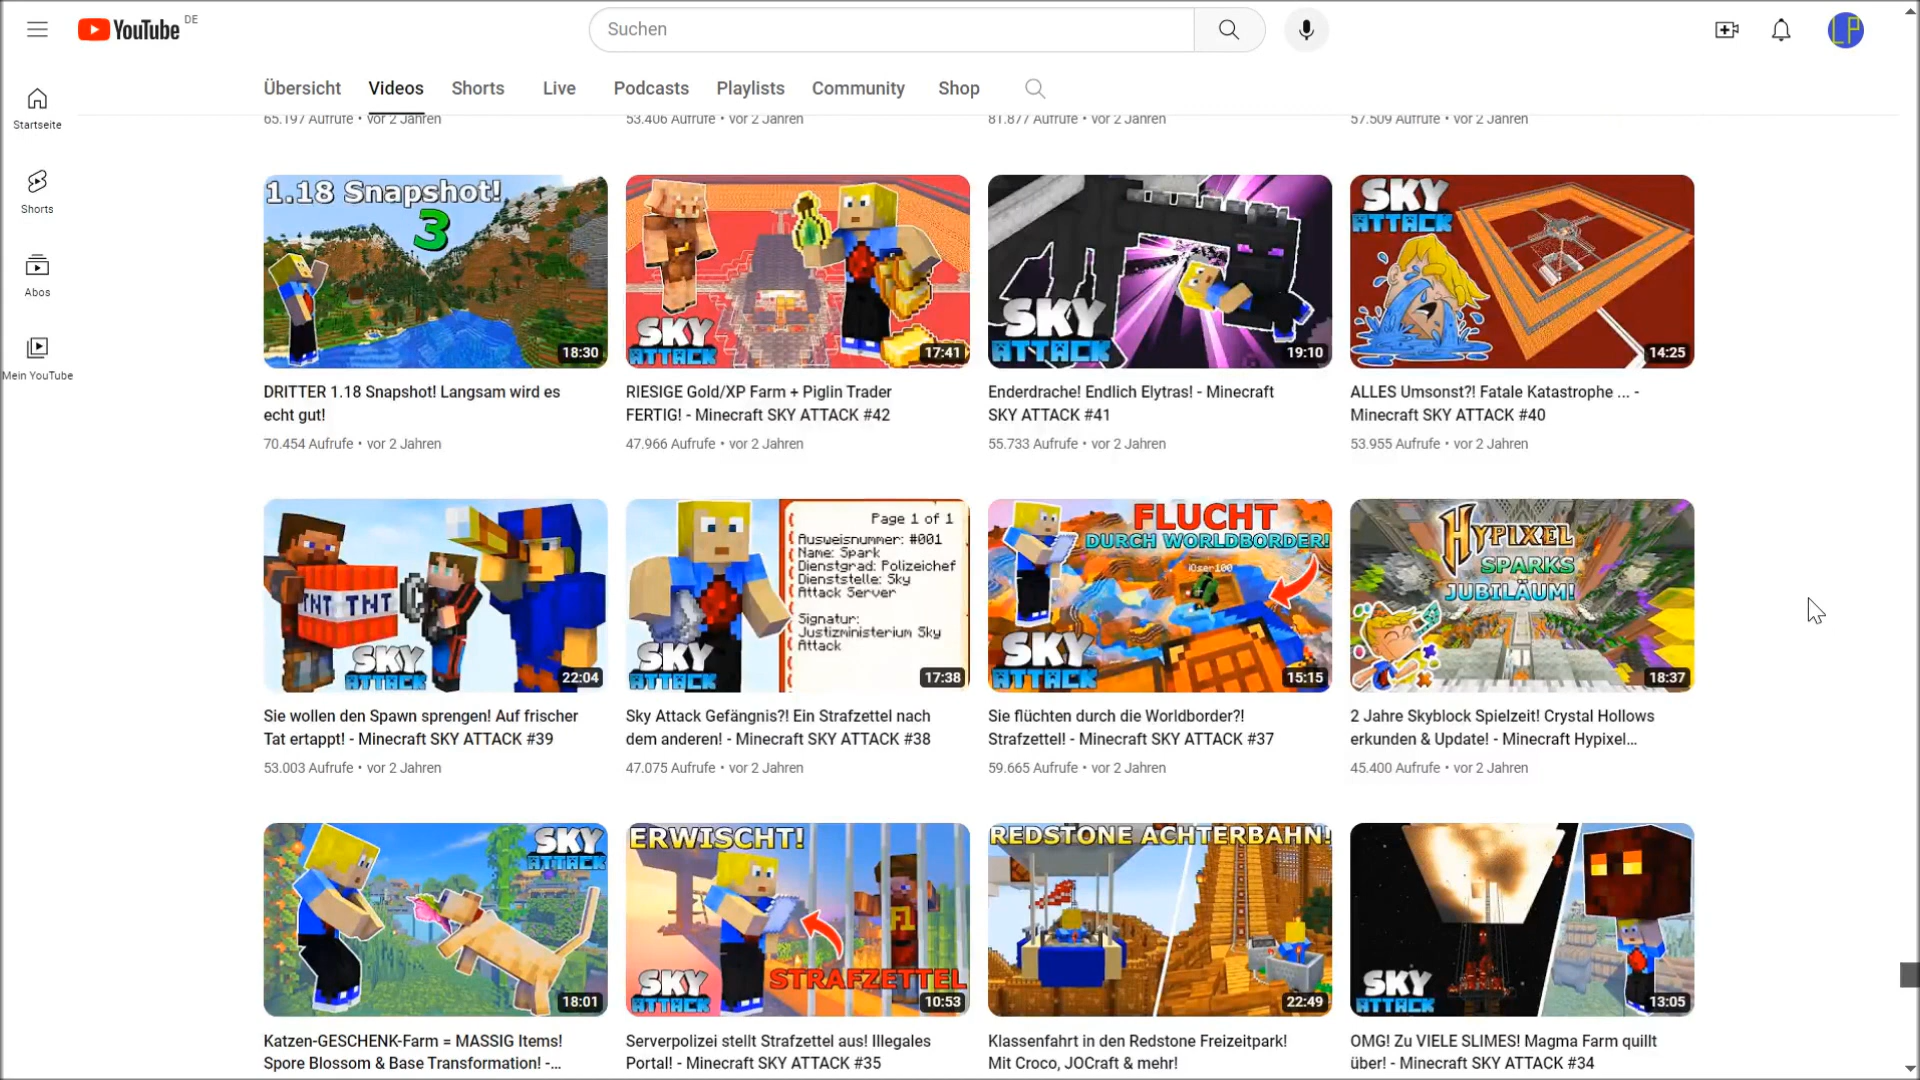 YouTube DE
Suchen
LP
Übersicht Videos Shorts Live Podcasts Playlists Community Shop
Startseite
Shorts
Abos
Mein YouTube
65.197 Aufrufe • vor 2 Jahren
53.406 Aufrufe • vor 2 Jahren
81.877 Aufrufe • vor 2 Jahren
57.509 Aufrufe • vor 2 Jahren
1.18 Snapshot!
3
18:30
SKY
ATTACK
17:41
SKY
ATTACK
19:10
SKY
ATTACK
14:25
DRITTER 1.18 Snapshot! Langsam wird es
echt gut!
70.454 Aufrufe • vor 2 Jahren
RIESIGE Gold/XP Farm + Piglin Trader
FERTIG! - Minecraft SKY ATTACK #42
47.966 Aufrufe • vor 2 Jahren
Enderdrache! Endlich Elytras! - Minecraft
SKY ATTACK #41
55.733 Aufrufe • vor 2 Jahren
ALLES Umsonst?! Fatale Katastrophe ... -
Minecraft SKY ATTACK #40
53.955 Aufrufe • vor 2 Jahren
TNT TNT
SKY
ATTACK
22:04
Page 1 of 1
Ausweisnummer: #001
Name: Spark
Dienstgrad: Polizeichef
Dienststelle: Sky
Attack Server
Signatur:
Justizministerium Sky
Attack
SKY
ATTACK
17:38
FLUCHT
DURCH WORLDBORDER!
iOser100
SKY
ATTACK
15:15
HYPIXEL
SPARKS
JUBILÄUM!
18:37
Sie wollen den Spawn sprengen! Auf frischer
Tat ertappt! - Minecraft SKY ATTACK #39
53.003 Aufrufe • vor 2 Jahren
Sky Attack Gefängnis?! Ein Strafzettel nach
dem anderen! - Minecraft SKY ATTACK #38
47.075 Aufrufe • vor 2 Jahren
Sie flüchten durch die Worldborder?!
Strafzettel! - Minecraft SKY ATTACK #37
59.665 Aufrufe • vor 2 Jahren
2 Jahre Skyblock Spielzeit! Crystal Hollows
erkunden & Update! - Minecraft Hypixel...
45.400 Aufrufe • vor 2 Jahren
SKY
ATTACK
18:01
ERWISCHT!
STRAFZETTEL
SKY
ATTACK
10:53
REDSTONE ACHTERBAHN!
22:49
SKY
ATTACK
13:05
Katzen-GESCHENK-Farm = MASSIG Items!
Spore Blossom & Base Transformation! -...
Serverpolizei stellt Strafzettel aus! Illegales
Portal! - Minecraft SKY ATTACK #35
Klassenfahrt in den Redstone Freizeitpark!
Mit Croco, JOCraft & mehr!
OMG! Zu VIELE SLIMES! Magma Farm quillt
über! - Minecraft SKY ATTACK #34